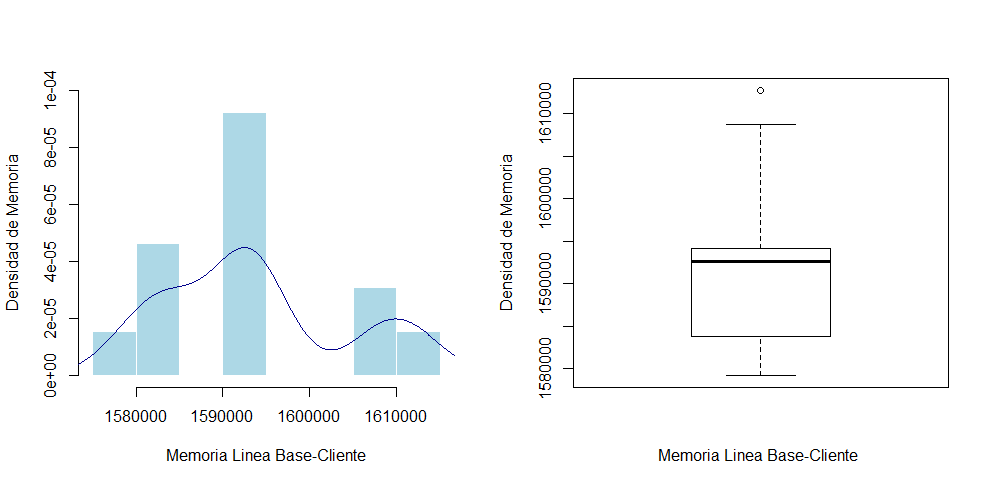 Densidad de Memoria
0e+00
2e-05
4e-05
6e-05
8e-05
1e-04
1580000
1590000
1600000
1610000
Memoria Linea Base-Cliente
Densidad de Memoria
1580000
1590000
1600000
1610000
Memoria Linea Base-Cliente